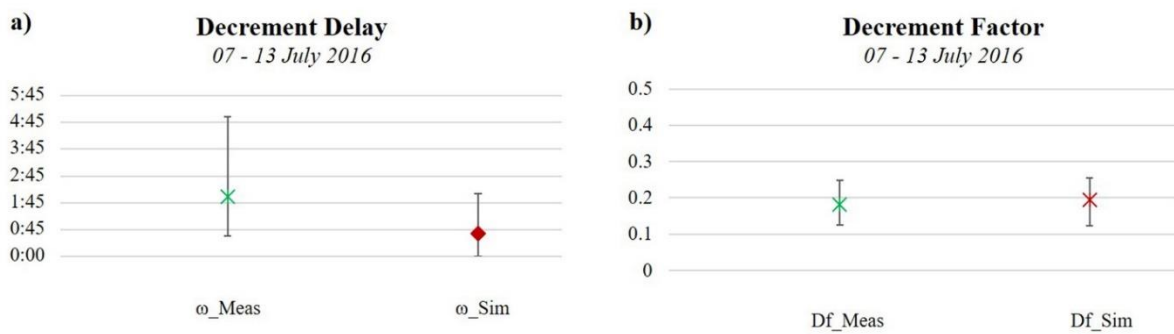 a)
Decrement Delay
07 - 13 July 2016
5:45
4:45
3:45
2:45
1:45
0:45
0:00
ω_Meas ω_Sim
b)
Decrement Factor
07 - 13 July 2016
0.5
0.4
0.3
0.2
0.1
0
Df_Meas Df_Sim